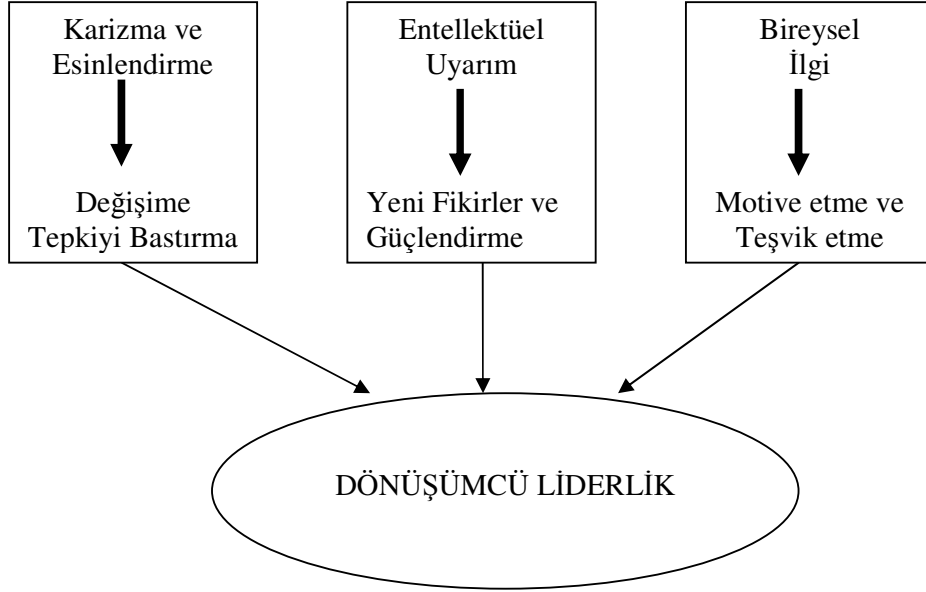 Karizma ve
Esinlendirme
Değişime
Tepkiyi Bastırma
Entellektüel
Uyarım
Yeni Fikirler ve
Güçlendirme
Bireysel
İlgi
Motive etme ve
Teşvik etme
DÖNÜŞÜMCÜ LİDERLİK